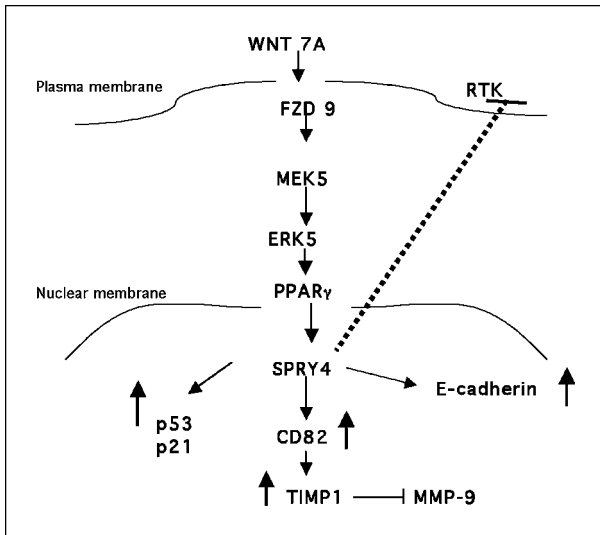 WNT 7A
Plasma membrane
RTK
FZD 9
MEK5
ERK5
Nuclear membrane
PPARγ
SPRY4
E-cadherin
p53
p21
CD82
TIMP1
MMP-9